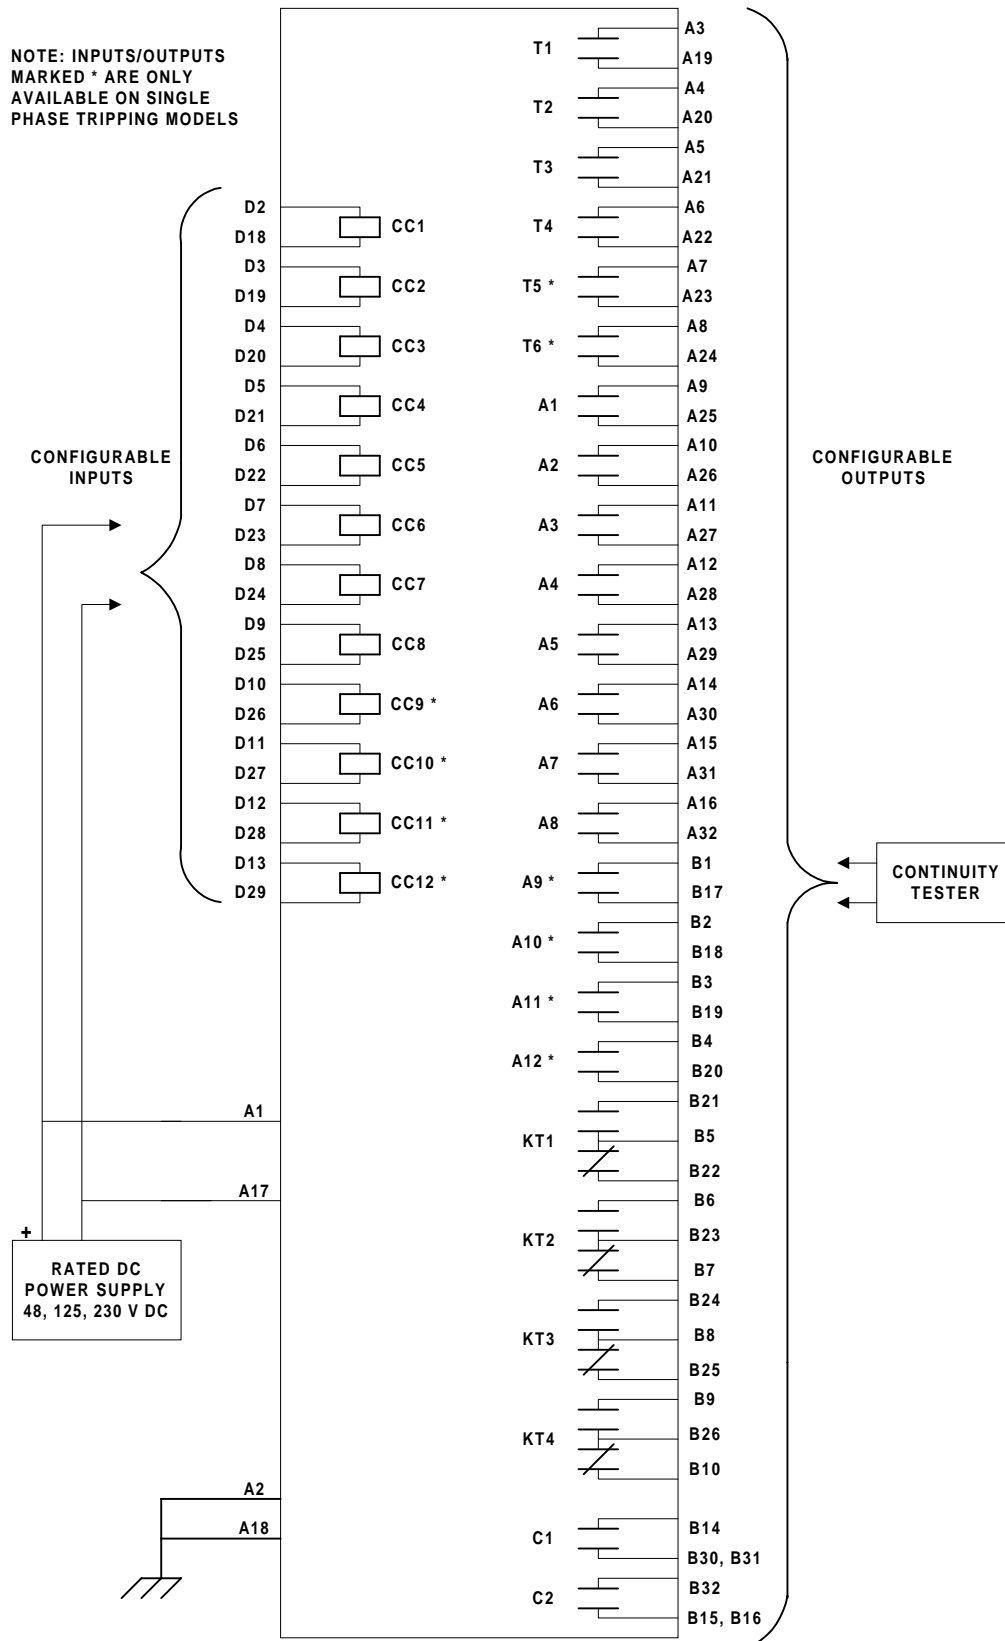 NOTE: INPUTS/OUTPUTS
MARKED * ARE ONLY
AVAILABLE ON SINGLE
PHASE TRIPPING MODELS
CONFIGURABLE
INPUTS
D2
D18
CC1
D3
D19
CC2
D4
D20
CC3
D5
D21
CC4
D6
D22
CC5
D7
D23
CC6
D8
D24
CC7
D9
D25
CC8
D10
D26
CC9 *
D11
D27
CC10 *
D12
D28
CC11 *
D13
D29
CC12 *
A1
A17
+
RATED DC
POWER SUPPLY
48, 125, 230 V DC
A2
A18
T1
A3
A19
T2
A4
A20
T3
A5
A21
T4
A6
A22
T5 *
A7
A23
T6 *
A8
A24
A1
A9
A25
A2
A10
A26
A3
A11
A27
A4
A12
A28
A5
A13
A29
A6
A14
A30
A7
A15
A31
A8
A16
A32
A9 *
B1
B17
A10 *
B2
B18
A11 *
B3
B19
A12 *
B4
B20
KT1
B21
B5
B22
KT2
B6
B23
B7
KT3
B24
B8
B25
KT4
B9
B26
B10
C1
B14
B30, B31
C2
B32
B15, B16
CONFIGURABLE
OUTPUTS
CONTINUITY
TESTER